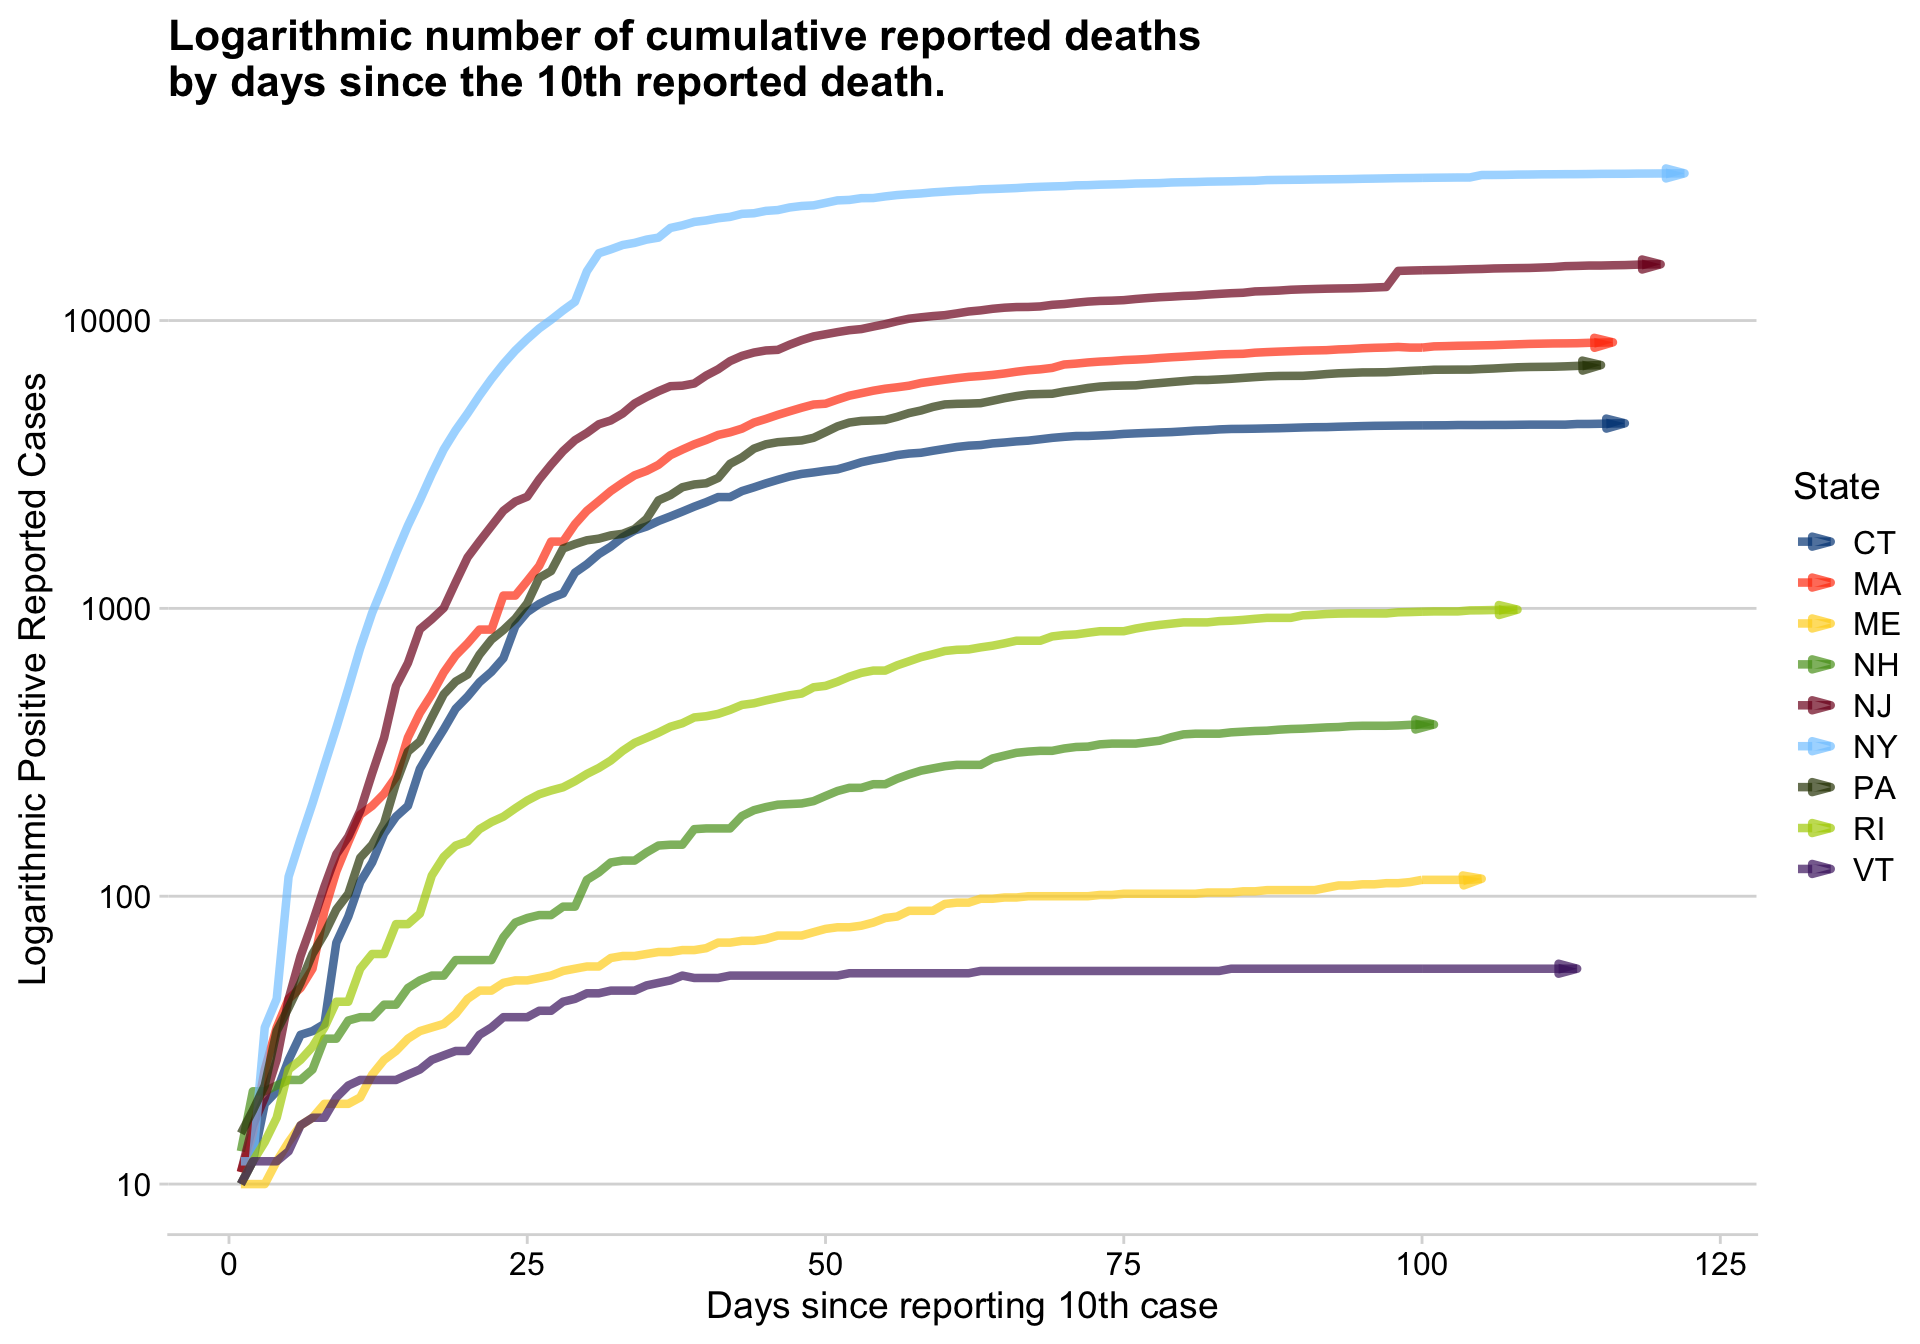 Logarithmic number of cumulative reported deaths
by days since the 10th reported death.
Logarithmic Positive Reported Cases
10000
1000
100
10
0
25
50
75
100
125
Days since reporting 10th case
State
CT
MA
ME
NH
NJ
NY
PA
RI
VT